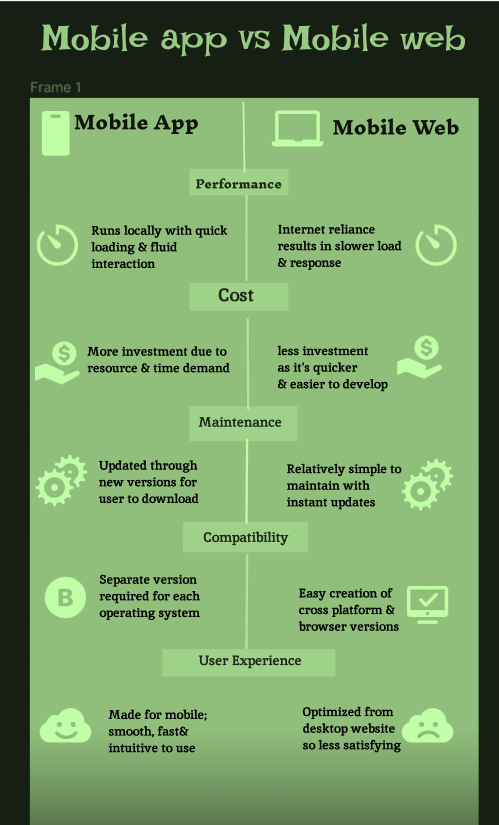 Mobile app vs Mobile web
Frame 1
Mobile App
Mobile Web
Performance
Runs locally with quick
loading & fluid
interaction
Internet reliance
results in slower load
& response
Cost
More investment due to
resource & time demand
less investment
as it's quicker
& easier to develop
Maintenance
Updated through
new versions for
user to download
Relatively simple to
maintain with
instant updates
Compatibility
B
Separate version
required for each
operating system
Easy creation of
cross platform &
browser versions
User Experience
Made for mobile;
smooth, fast&
intuitive to use
Optimized from
desktop website
so less satisfying